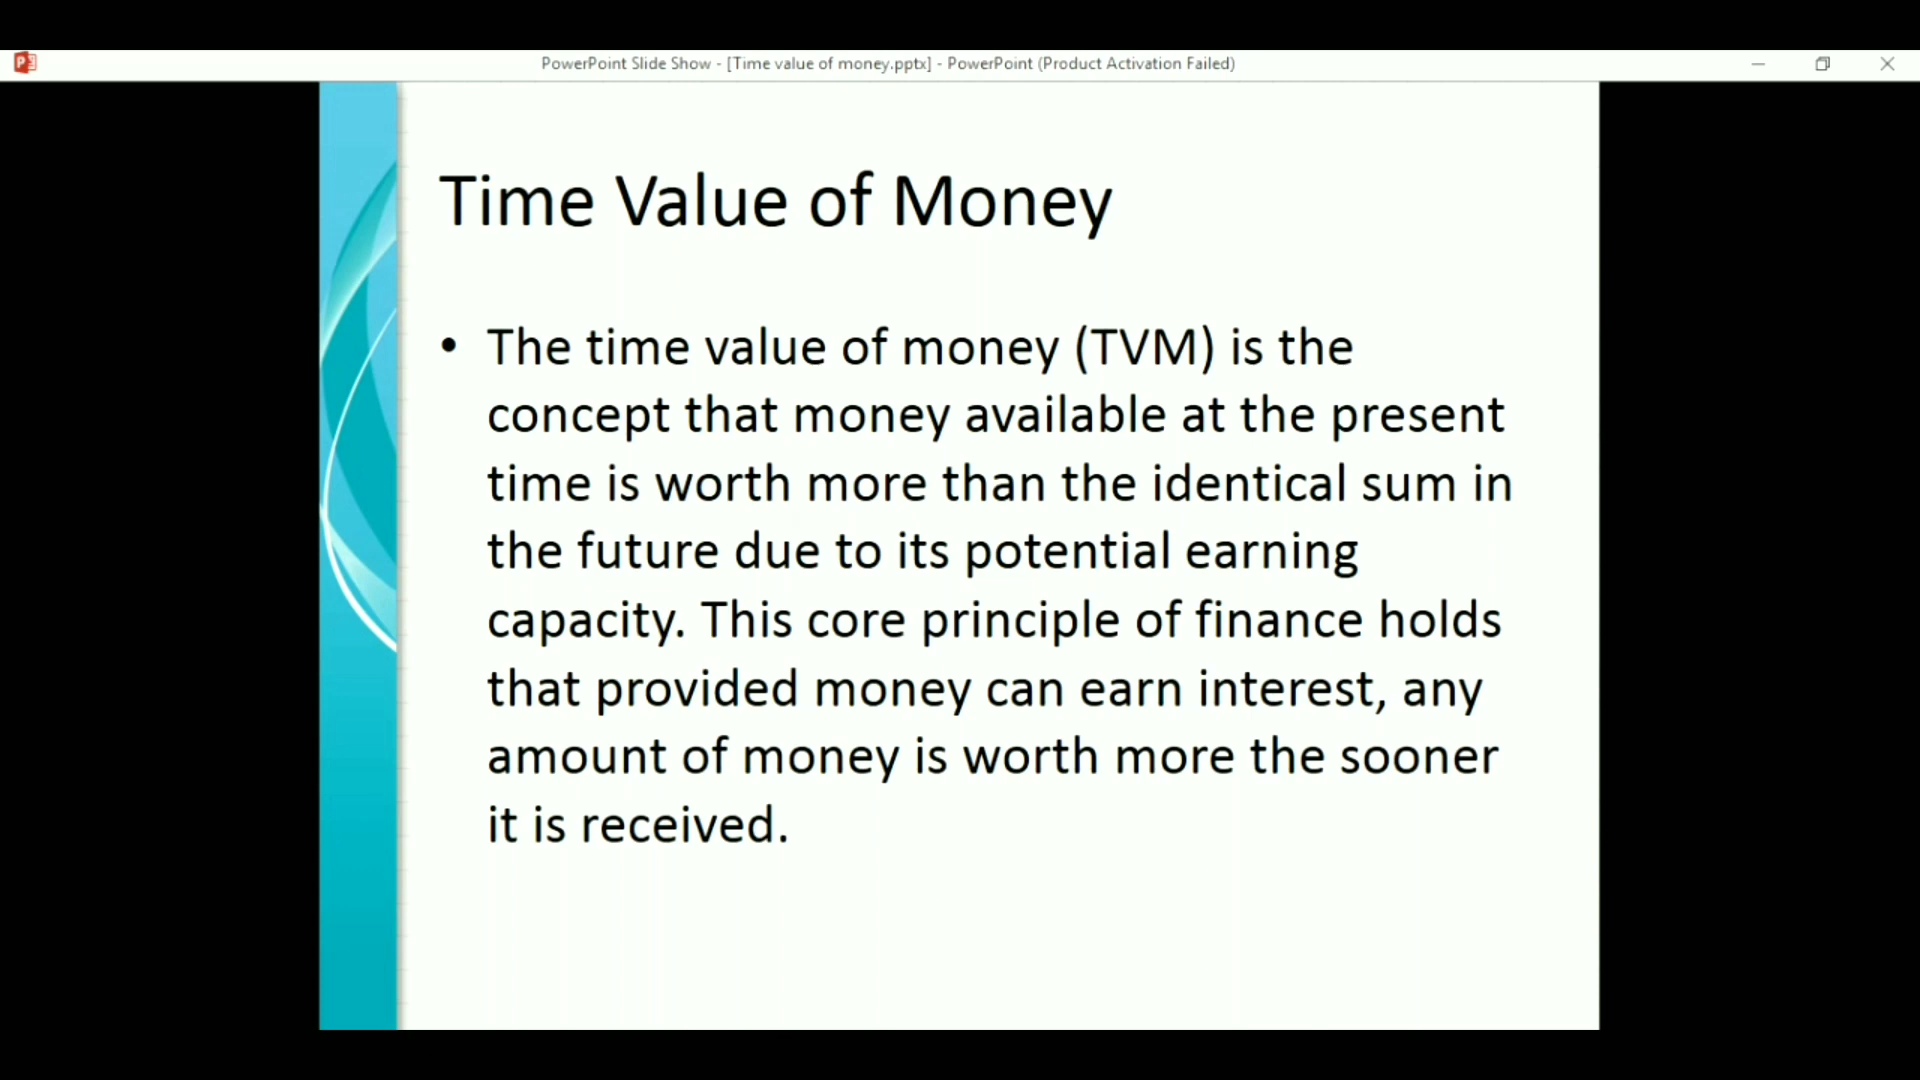 PowerPoint Slide Show - [Time value of money.pptx] - PowerPoint (Product Activation Failed)
Time Value of Money
• The time value of money (TVM) is the
concept that money available at the present
time is worth more than the identical sum in
the future due to its potential earning
capacity. This core principle of finance holds
that provided money can earn interest, any
amount of money is worth more the sooner
it is received.